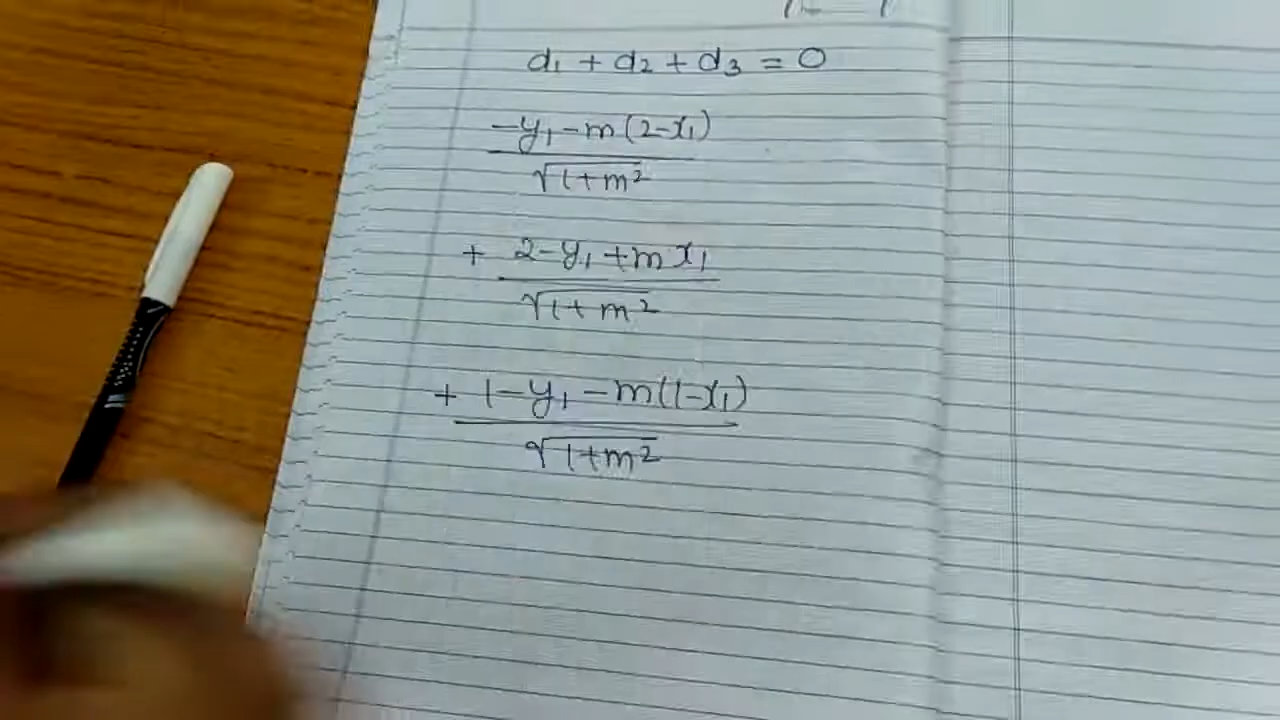 d₁ + d₂ + d₃ = 0
-y₁ - m(2-x₁)
√1+m²
+ 2-y₁ + m x₁
√1+m²
+ 1-y₁ - m(1-x₁)
√1+m²